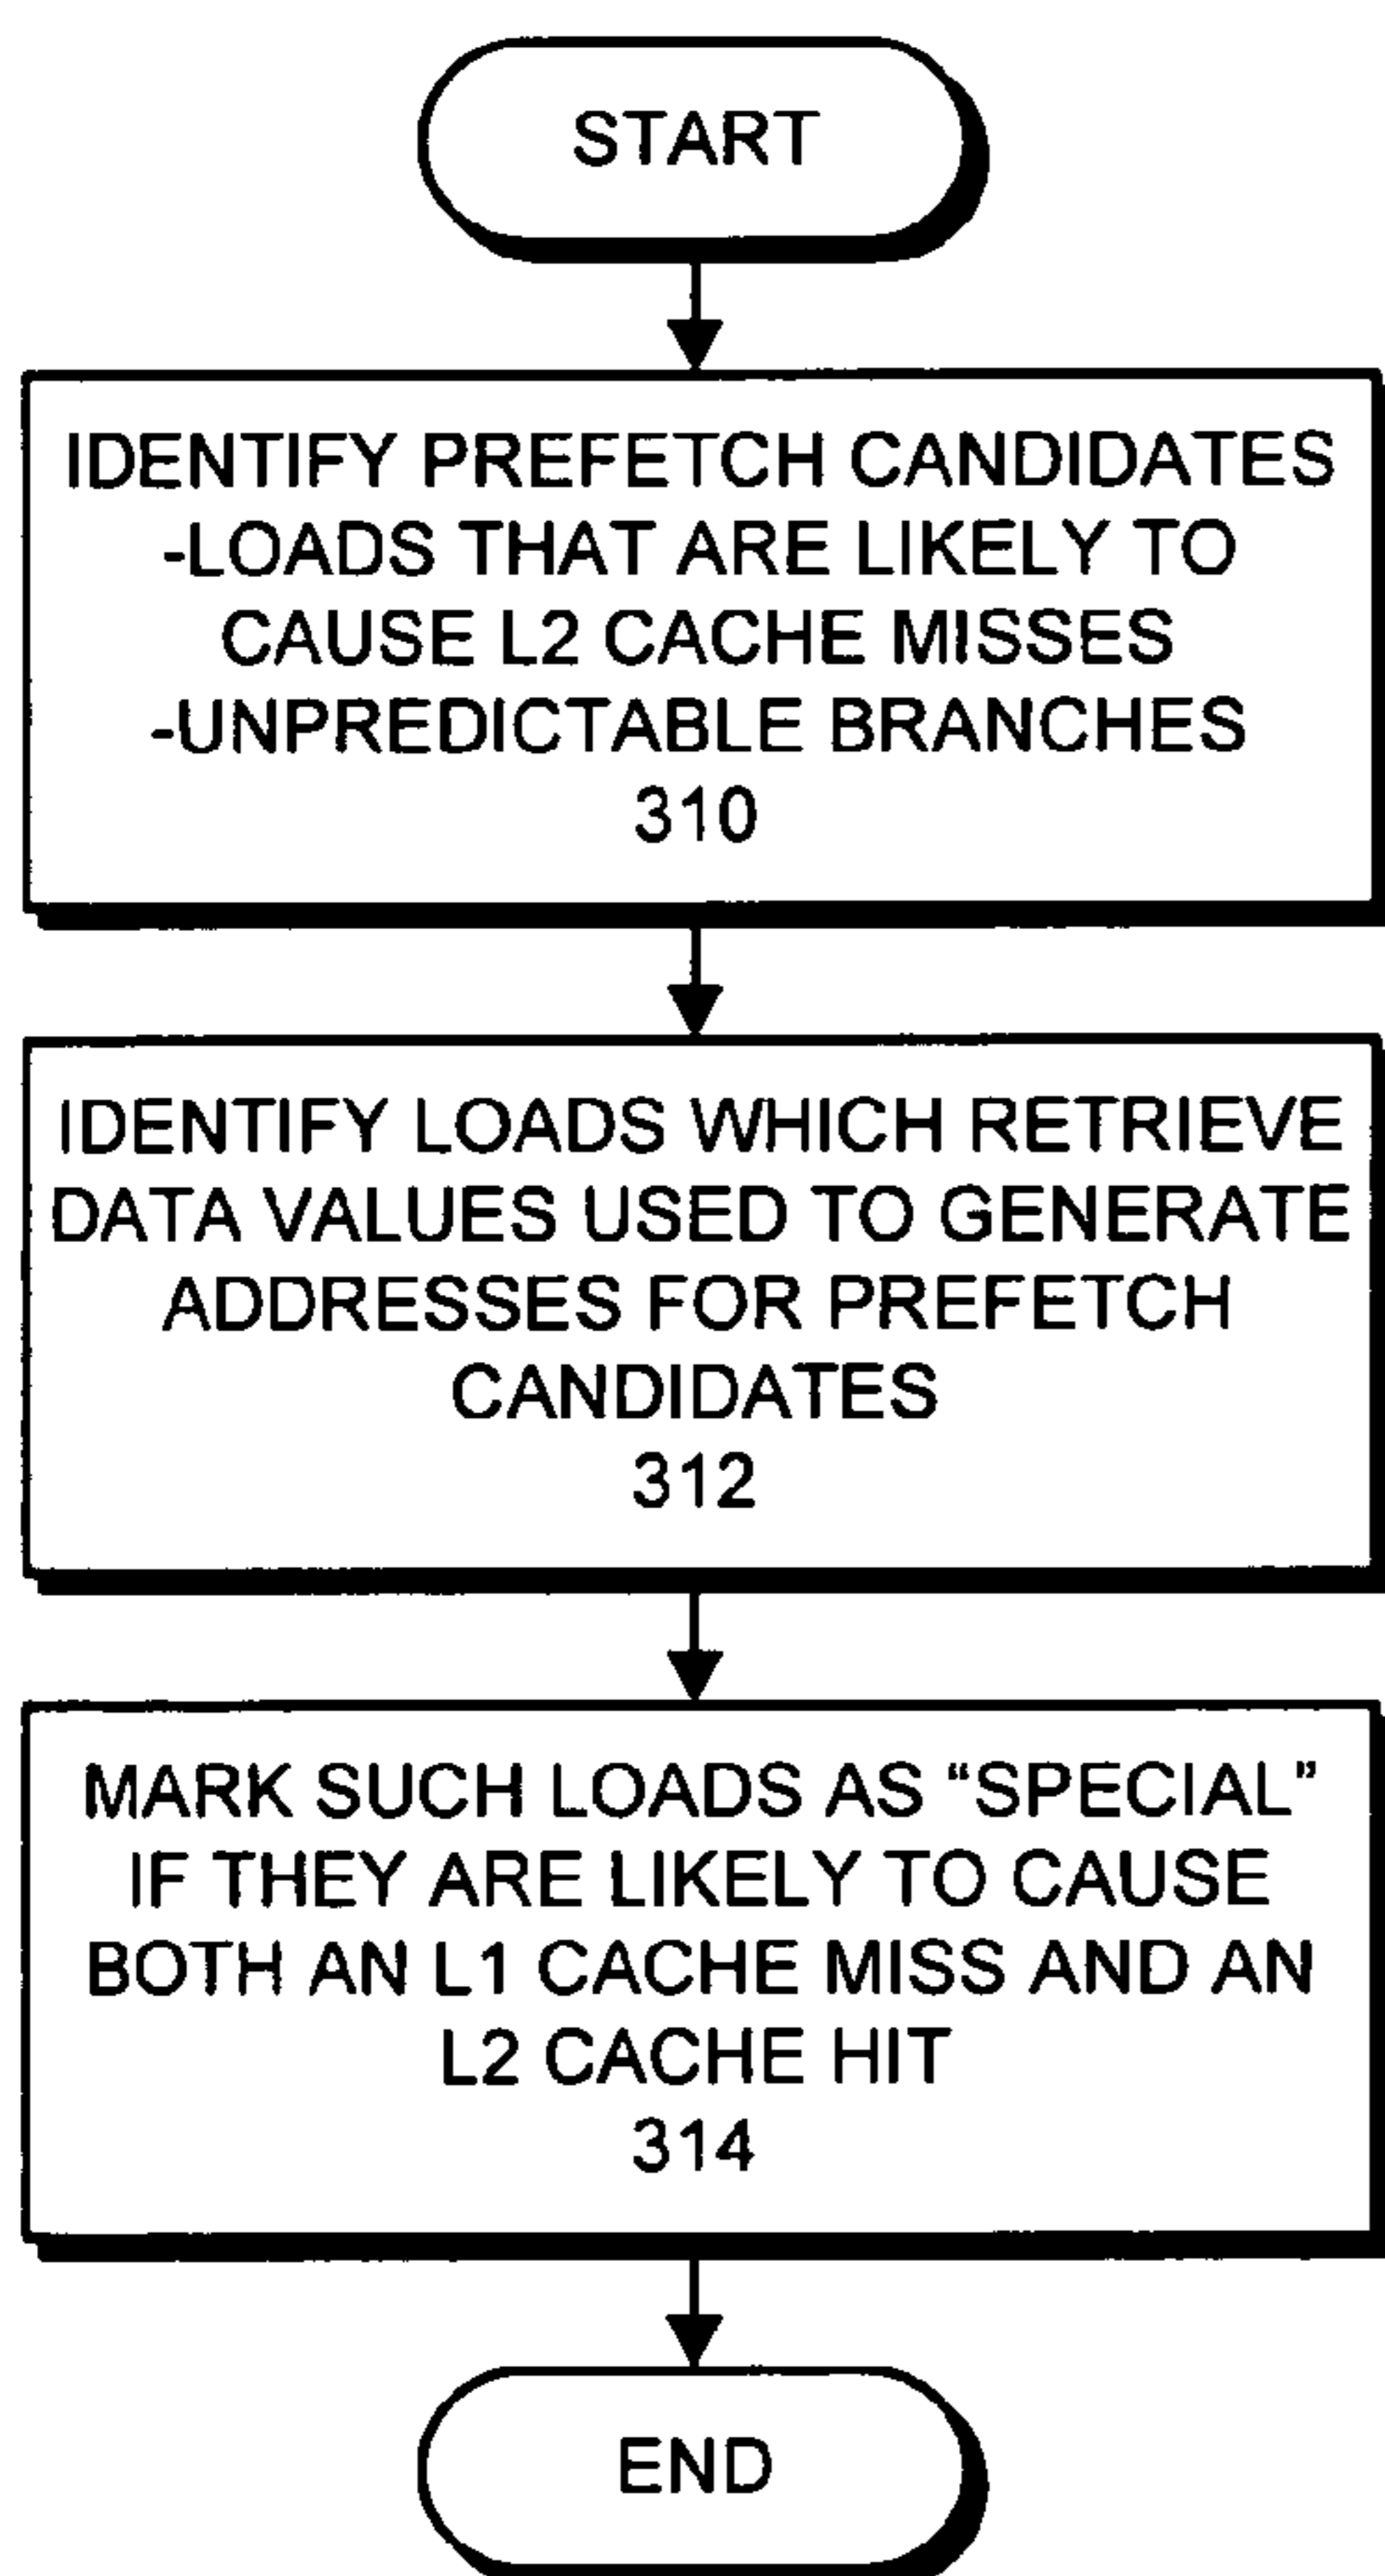 START
IDENTIFY PREFETCH CANDIDATES
-LOADS THAT ARE LIKELY TO
CAUSE L2 CACHE MISSES
-UNPREDICTABLE BRANCHES
310
IDENTIFY LOADS WHICH RETRIEVE
DATA VALUES USED TO GENERATE
ADDRESSES FOR PREFETCH
CANDIDATES
312
MARK SUCH LOADS AS “SPECIAL”
IF THEY ARE LIKELY TO CAUSE
BOTH AN L1 CACHE MISS AND AN
L2 CACHE HIT
314
END